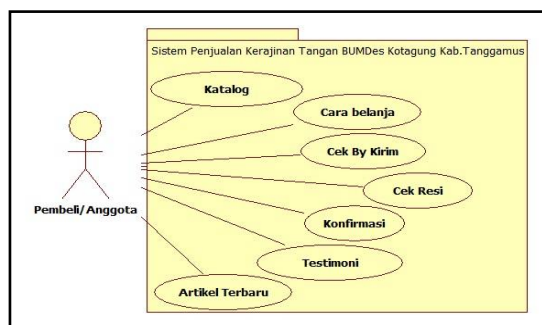 Sistem Penjualan Kerajinan Tangan BUMDes Kotagung Kab.Tanggamus
Katalog
Cara belanja
Cek By Kirim
Cek Resi
Pembeli/Anggota
Konfirmasi
Testimoni
Artikel Terbaru